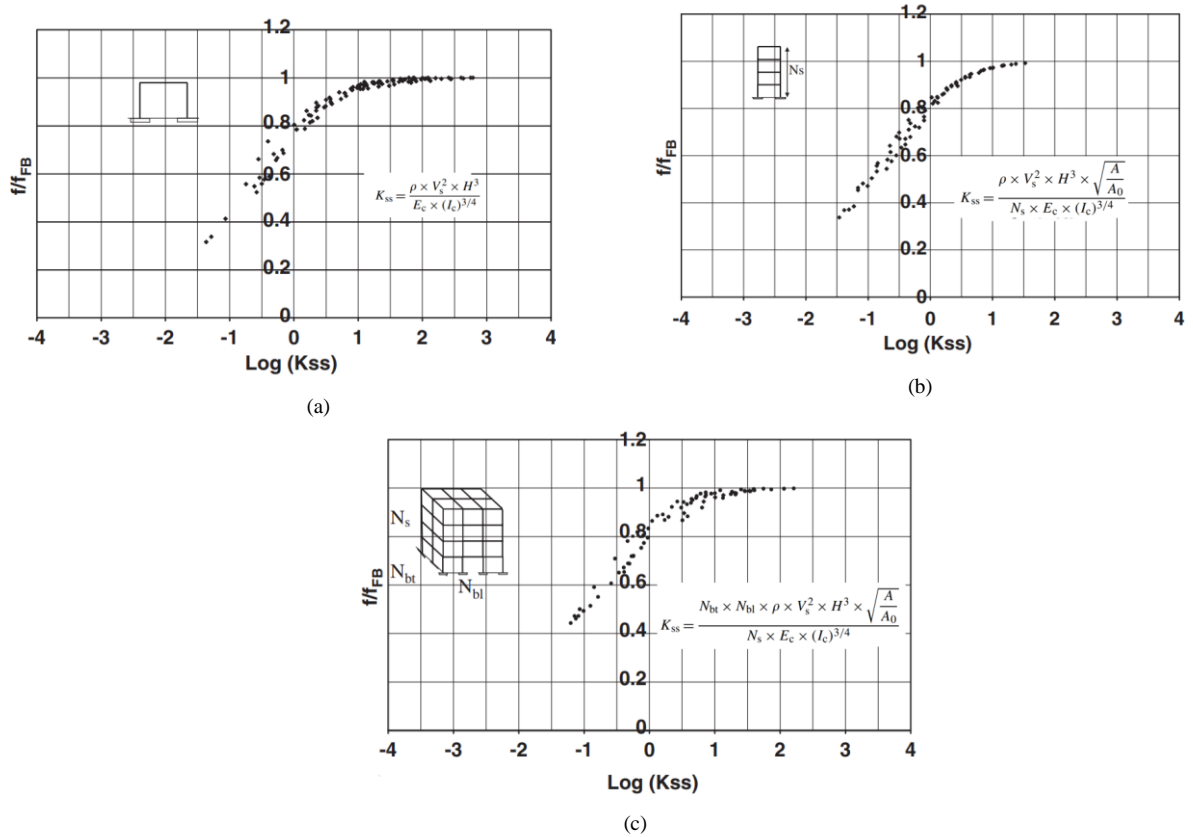 1.2
1
0.8
0.6
0.4
0.2
0
f/f_FB
K_ss = ρ × V_s^2 × H^3 / E_c × (I_c)^{3/4}
-4 -3 -2 -1 0 1 2 3 4
Log (Kss)
(a)
1.2
1
0.8
0.6
0.4
0.2
0
f/f_FB
Ns
K_ss = ρ × V_s^2 × H^3 × √(A/A_0) / N_s × E_c × (I_c)^{3/4}
-4 -3 -2 -1 0 1 2 3 4
Log (Kss)
(b)
1.2
1
0.8
0.6
0.4
0.2
0
f/f_FB
N_s
N_bt
N_bl
K_ss = N_bt × N_bl × ρ × V_s^2 × H^3 × √(A/A_0) / N_s × E_c × (I_c)^{3/4}
-4 -3 -2 -1 0 1 2 3 4
Log (Kss)
(c)